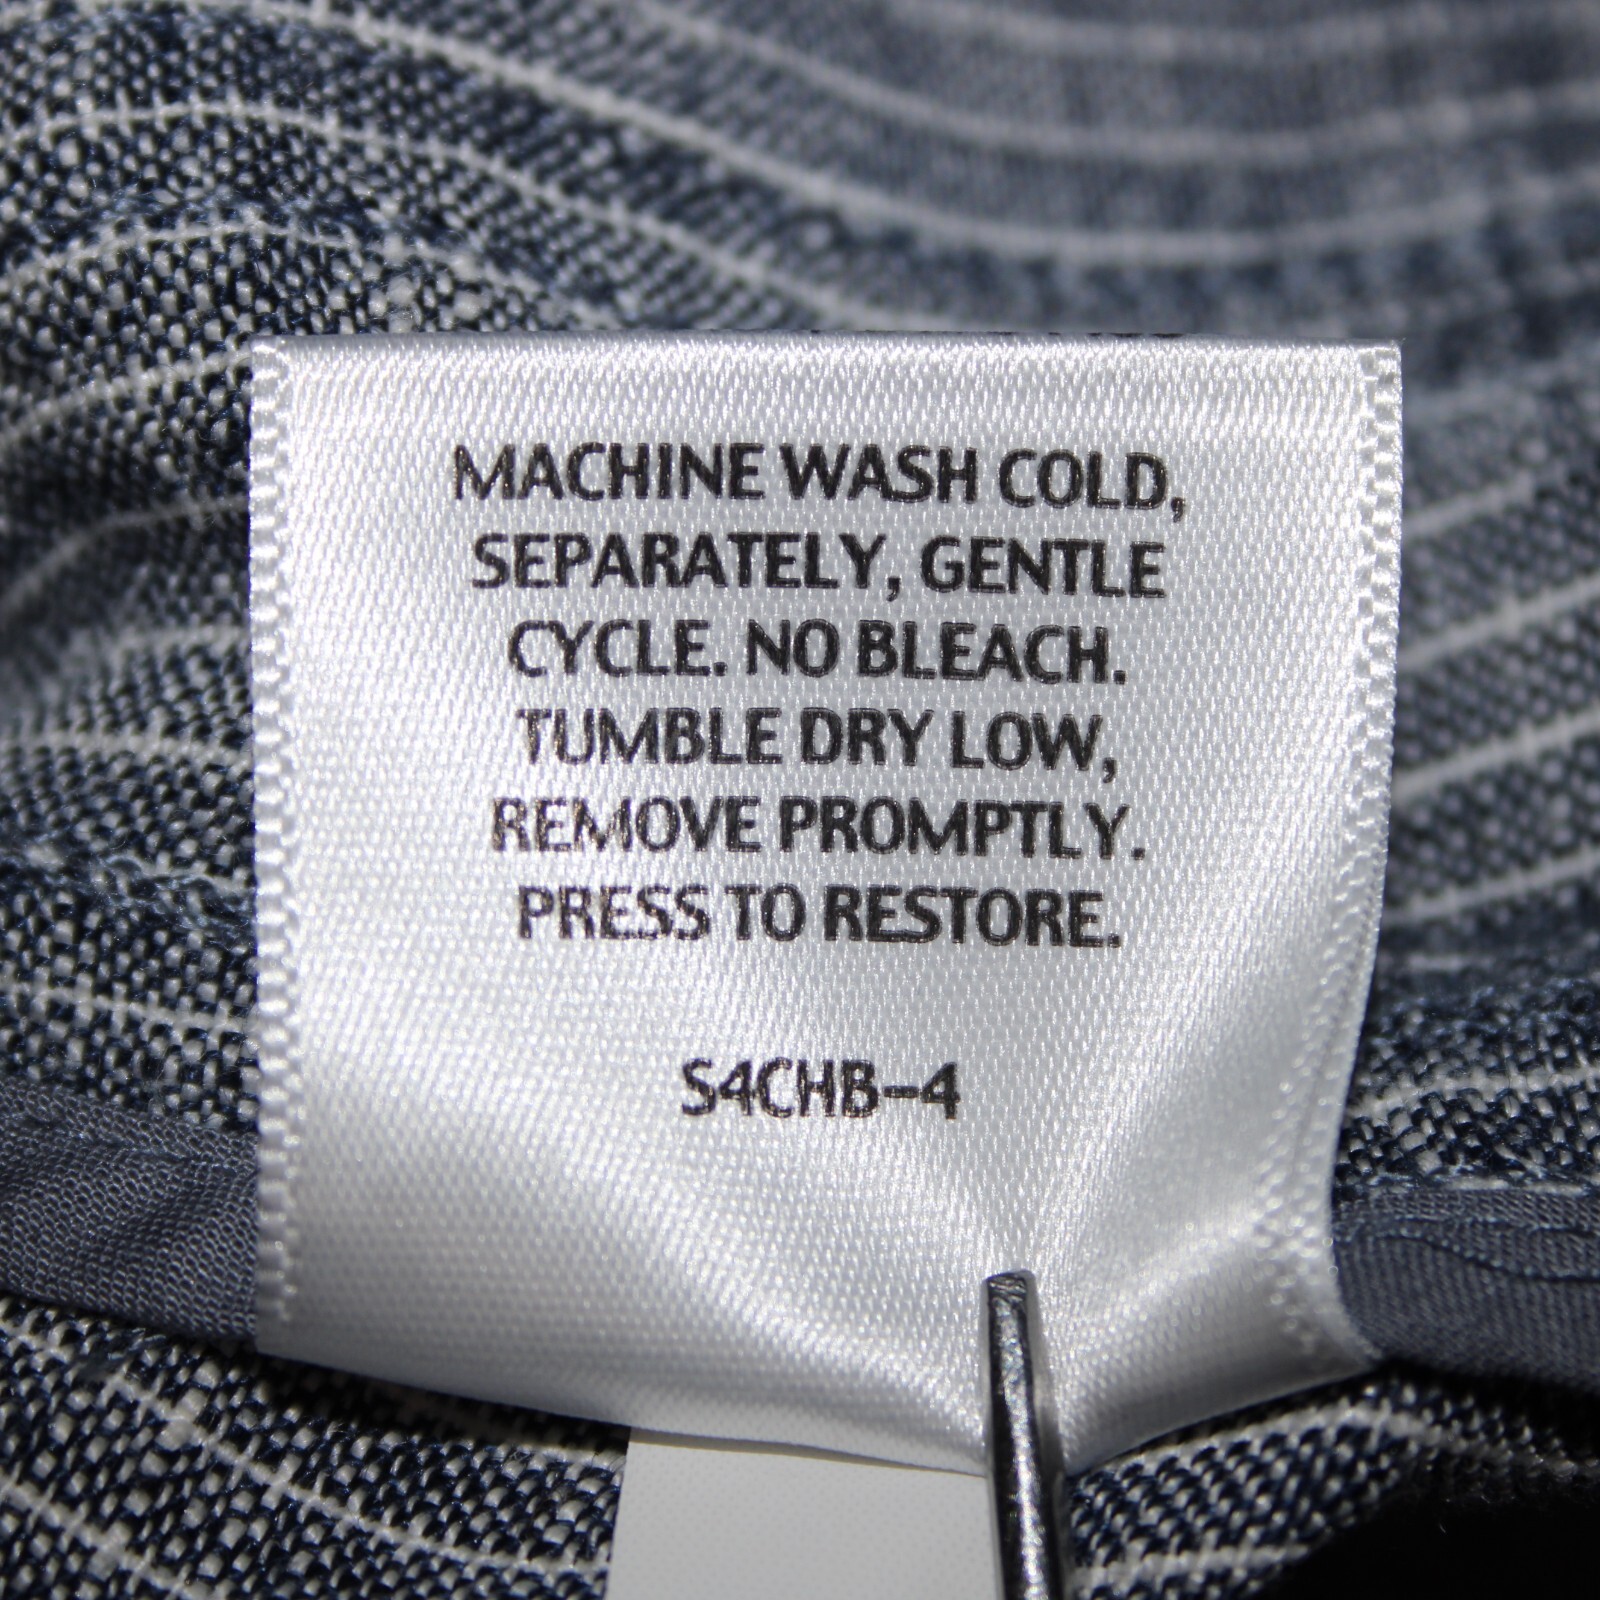 MACHINE WASH COLD,
SEPARATELY, GENTLE
CYCLE. NO BLEACH.
TUMBLE DRY LOW,
REMOVE PROMPTLY.
PRESS TO RESTORE.
S4CHB-4